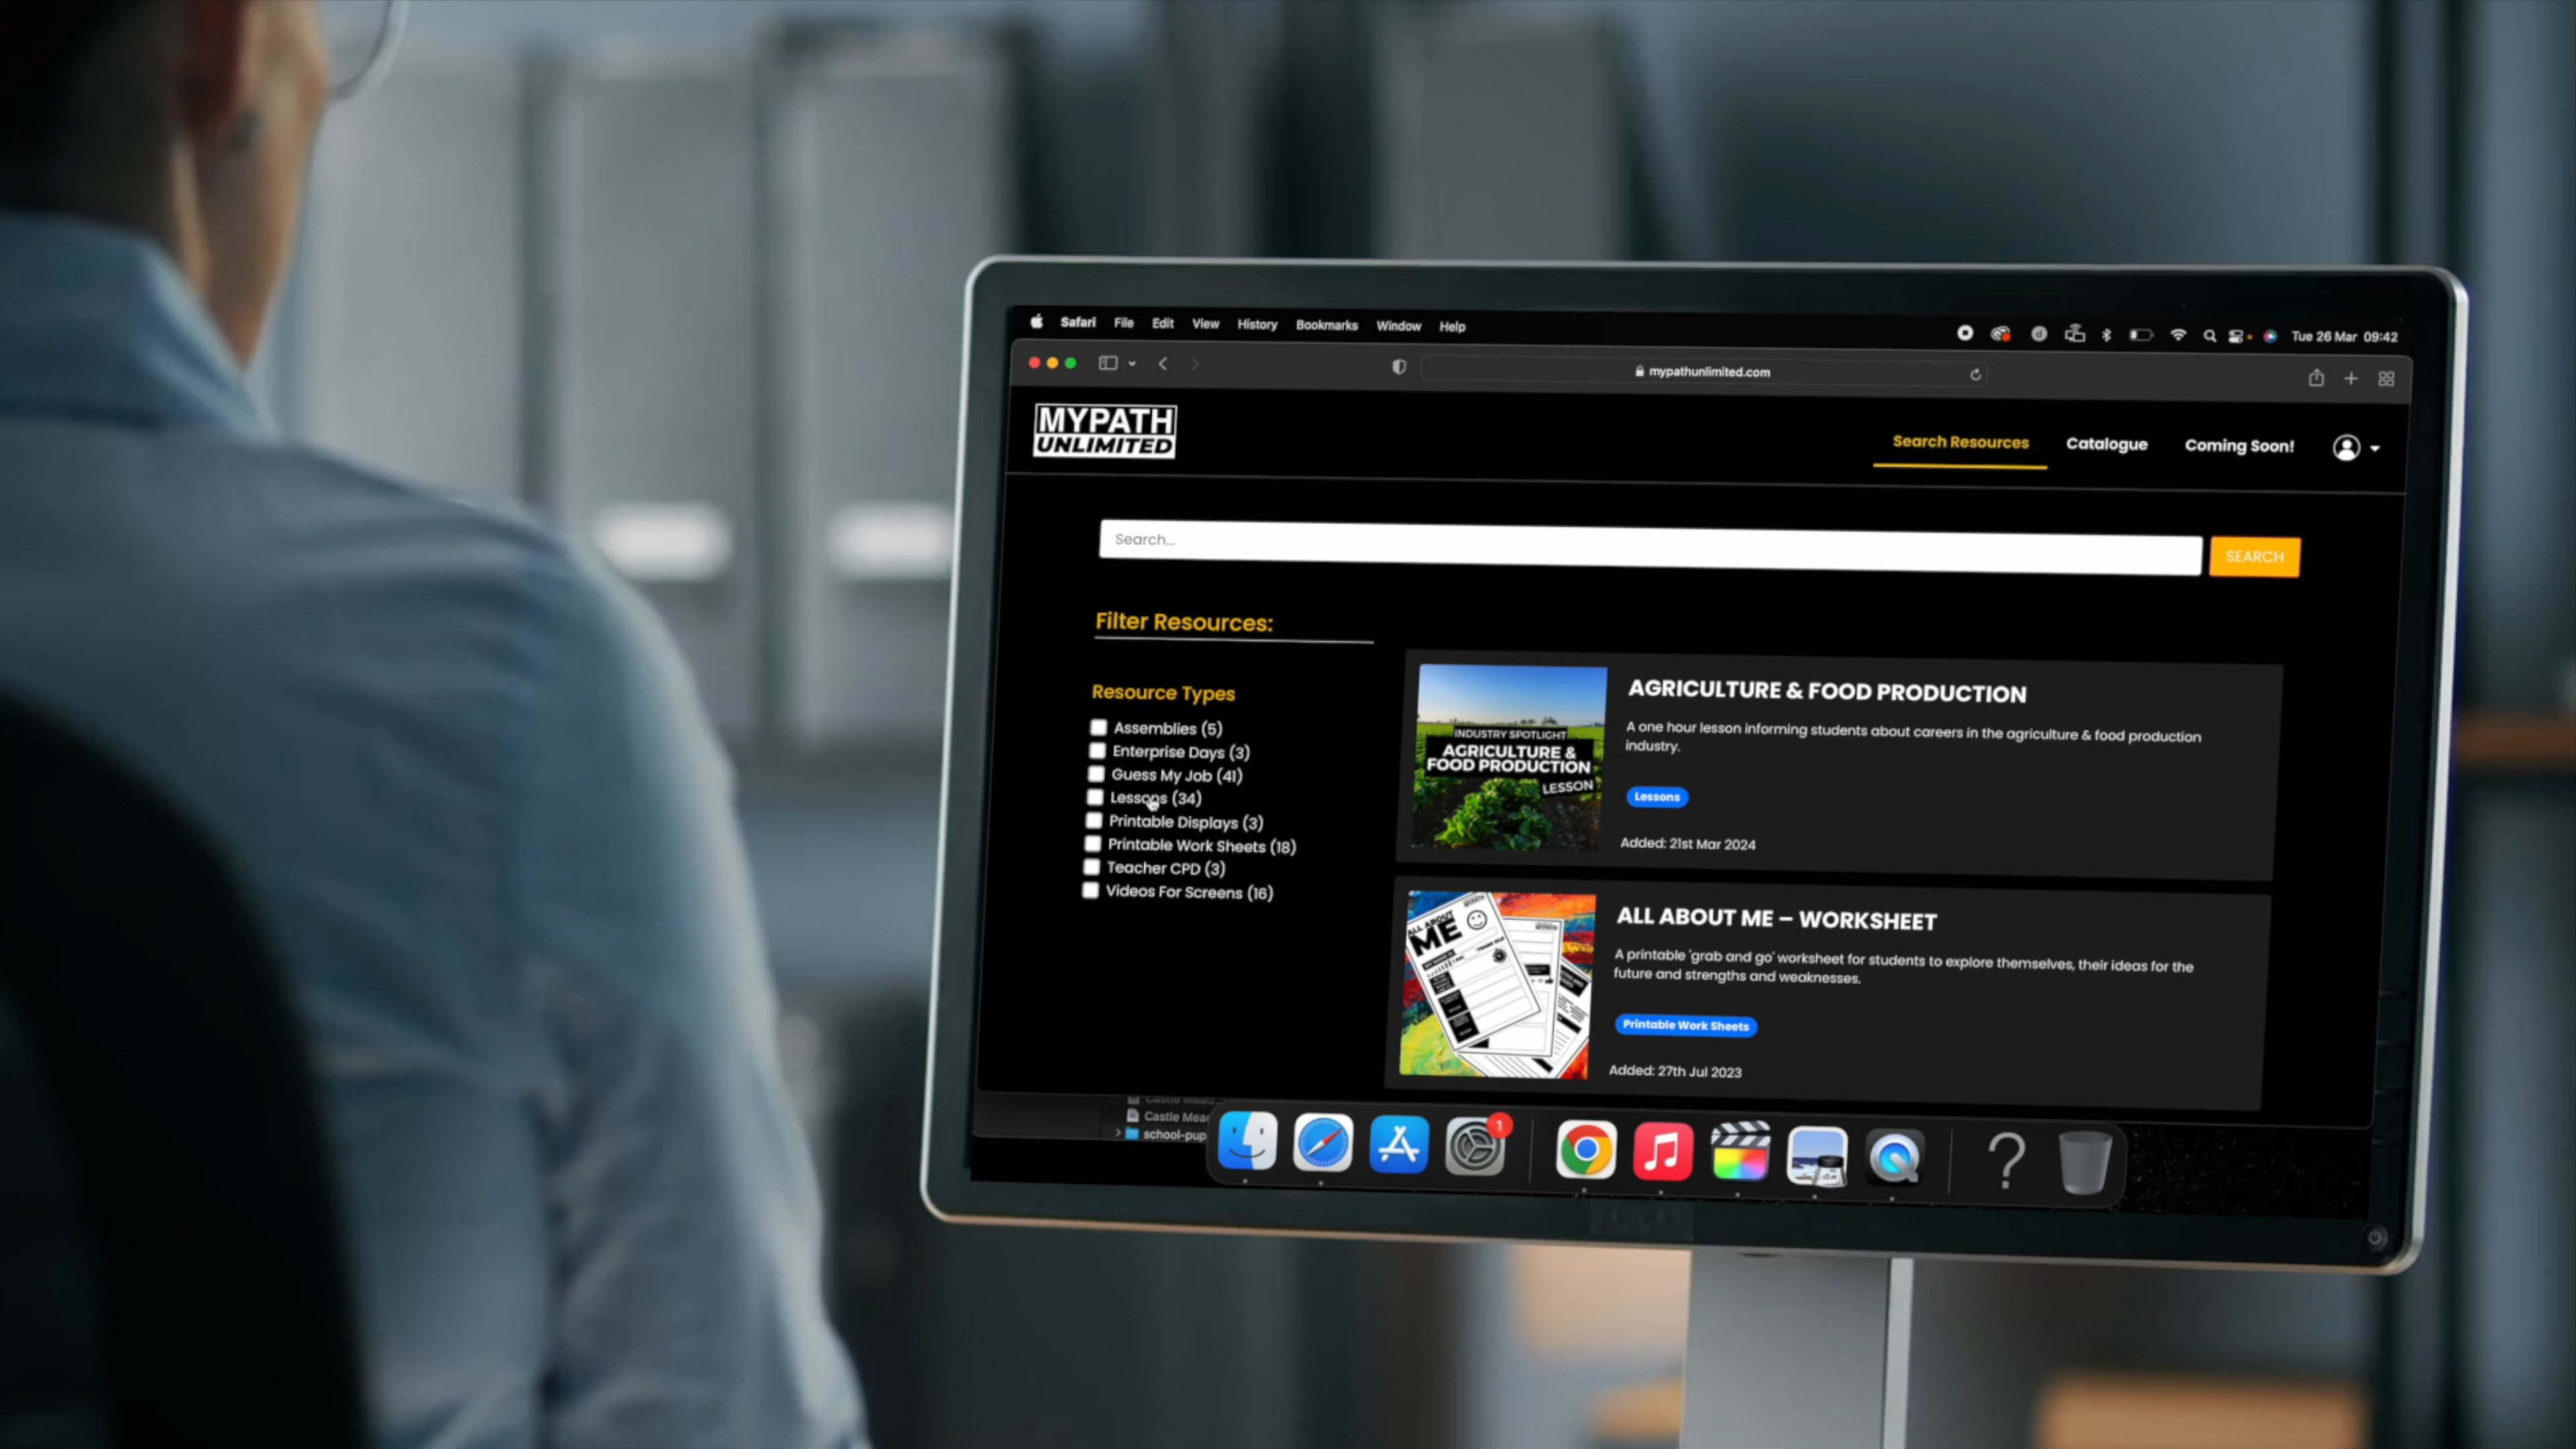 Safari File Edit View History Bookmarks Window Help
Tue 26 Mar 09:42
mypathunlimited.com
MYPATH
UNLIMITED
Search Resources Catalogue Coming Soon!
Search...
SEARCH
Filter Resources:
Resource Types
Assemblies (5)
Enterprise Days (3)
Guess My Job (41)
Lessons (34)
Printable Displays (3)
Printable Work Sheets (18)
Teacher CPD (3)
Videos For Screens (16)
INDUSTRY SPOTLIGHT
AGRICULTURE &
FOOD PRODUCTION
LESSON
AGRICULTURE & FOOD PRODUCTION
A one hour lesson informing students about careers in the agriculture & food production
industry.
Lessons
Added: 21st Mar 2024
ALL ABOUT
ME
ALL ABOUT ME – WORKSHEET
A printable 'grab and go' worksheet for students to explore themselves, their ideas for the
future and strengths and weaknesses.
Printable Work Sheets
Added: 27th Jul 2023
Castle Mead
school-pup
1